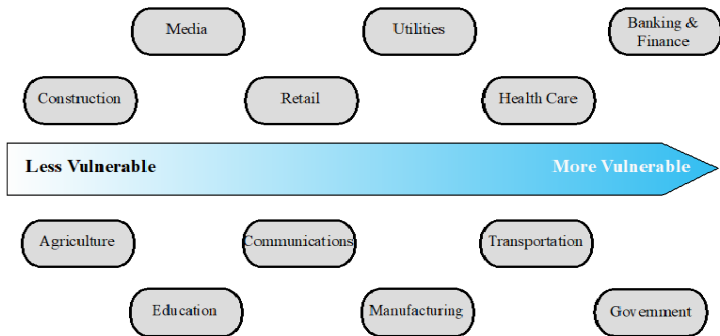 Media
Utilities
Banking &
Finance
Construction
Retail
Health Care
Less Vulnerable
More Vulnerable
Agriculture
Communications
Transportation
Education
Manufacturing
Government